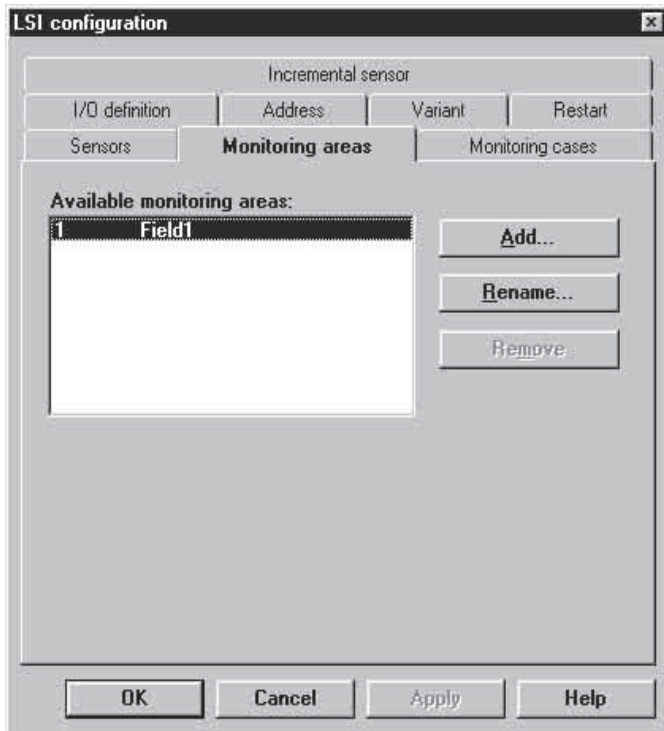 LSI configuration
Incremental sensor
I/O definition Address Variant Restart
Sensors Monitoring areas Monitoring cases
Available monitoring areas:
1 Field1
Add...
Rename...
Remove
OK Cancel Apply Help